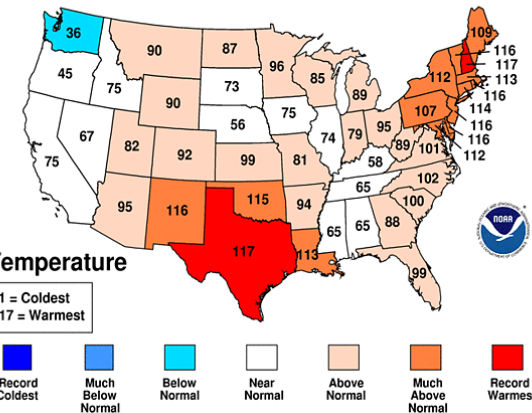 109
36
90
87
96
116
117
45
75
73
85
112
113
89
116
90
107
114
56
75
67
116
82
92
74
79
95
116
75
99
81
89
101
112
58
102
65
95
116
115
94
100
65
65
88
117
113
99
NOAA
Temperature
1 = Coldest
17 = Warmest
Record
Coldest
Much
Below
Normal
Below
Normal
Near
Normal
Above
Normal
Much
Above
Normal
Record
Warmes